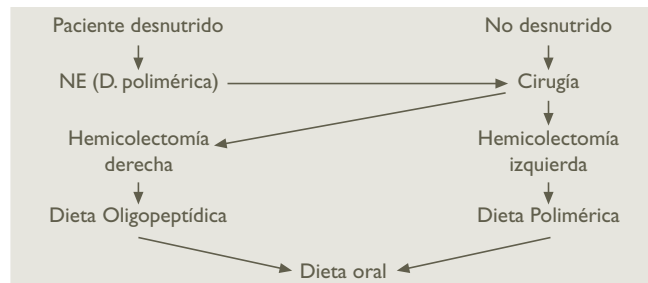 Paciente desnutrido
No desnutrido
NE (D. polimérica)
Cirugía
Hemicolectomía
derecha
Hemicolectomía
izquierda
Dieta Oligopeptídica
Dieta Polimérica
Dieta oral